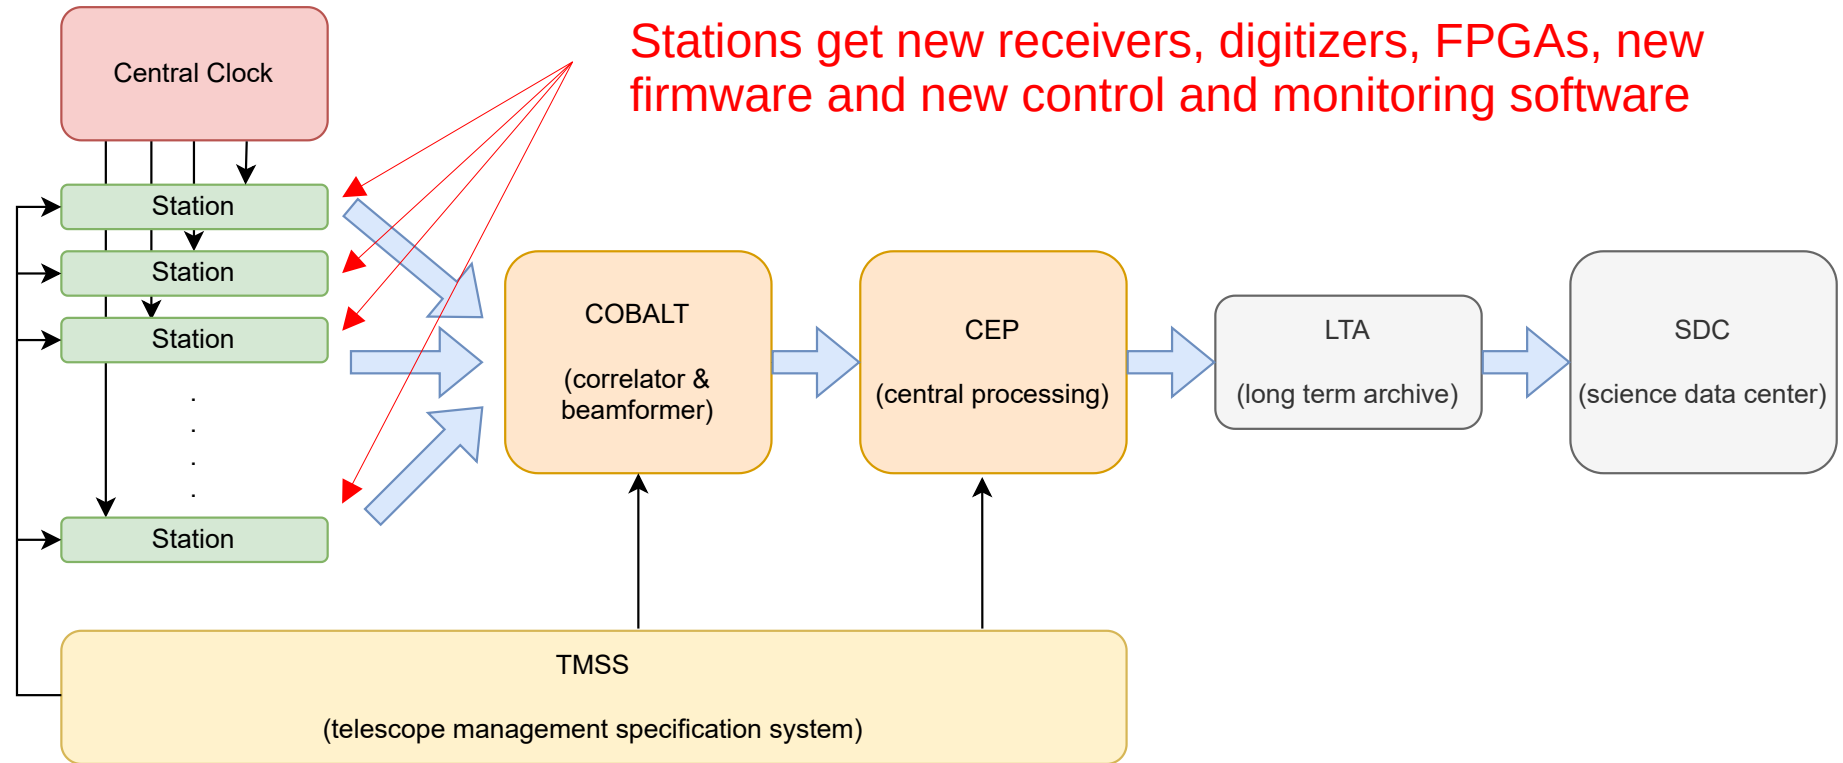 Stations get new receivers, digitizers, FPGAs, new
firmware and new control and monitoring software
Central Clock
Station
Station
Station
.
.
.
.
Station
COBALT
(correlator &
beamformer)
CEP
(central processing)
LTA
(long term archive)
SDC
(science data center)
TMSS
(telescope management specification system)